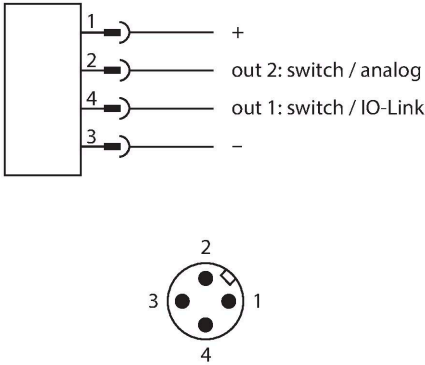 1 +
2 out 2: switch / analog
4 out 1: switch / IO-Link
3 –
2
3 1
4